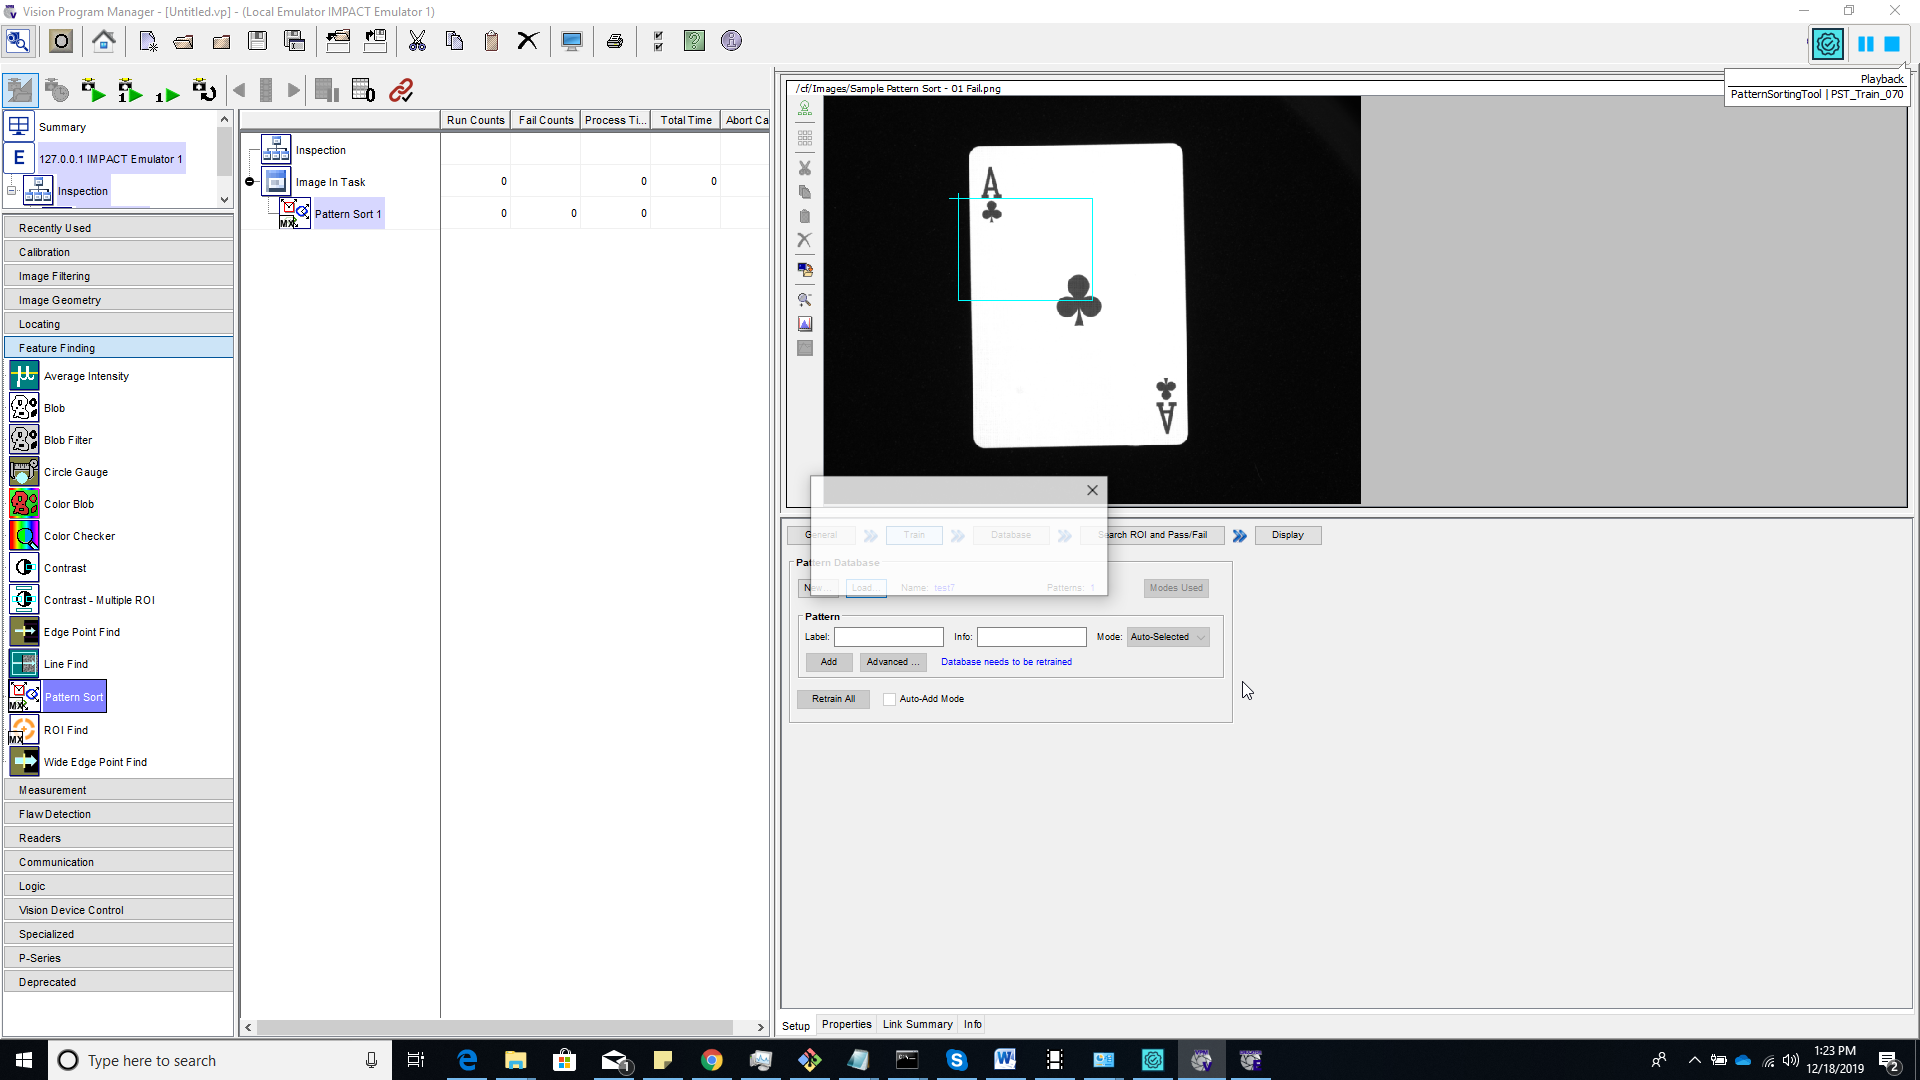 Vision Program Manager - [Untitled.vp] - (Local Emulator IMPACT Emulator 1)
Playback
PatternSortingTool | PST_Train_070
Summary
E
127.0.0.1 IMPACT Emulator 1
Inspection
Recently Used
Calibration
Image Filtering
Image Geometry
Locating
Feature Finding
Average Intensity
Blob
Blob Filter
Circle Gauge
Color Blob
Color Checker
Contrast
Contrast - Multiple ROI
Edge Point Find
Line Find
MX
Pattern Sort
MX
ROI Find
Wide Edge Point Find
Measurement
Flaw Detection
Readers
Communication
Logic
Vision Device Control
Specialized
P-Series
Deprecated
Run Counts Fail Counts Process Ti... Total Time Abort Ca
Inspection
Image In Task 0 0 0
MX
Pattern Sort 1 0 0 0
/cf/Images/Sample Pattern Sort - 01 Fail.png
A
A
General Train Database Search ROI and Pass/Fail Display
Pattern Database
New... Load... Name: test7 Patterns: 1 Modes Used
Pattern
Label: Info: Mode: Auto-Selected
Add Advanced ... Database needs to be retrained
Retrain All Auto-Add Mode
Setup Properties Link Summary Info
Type here to search
1:23 PM
12/18/2019
1
2